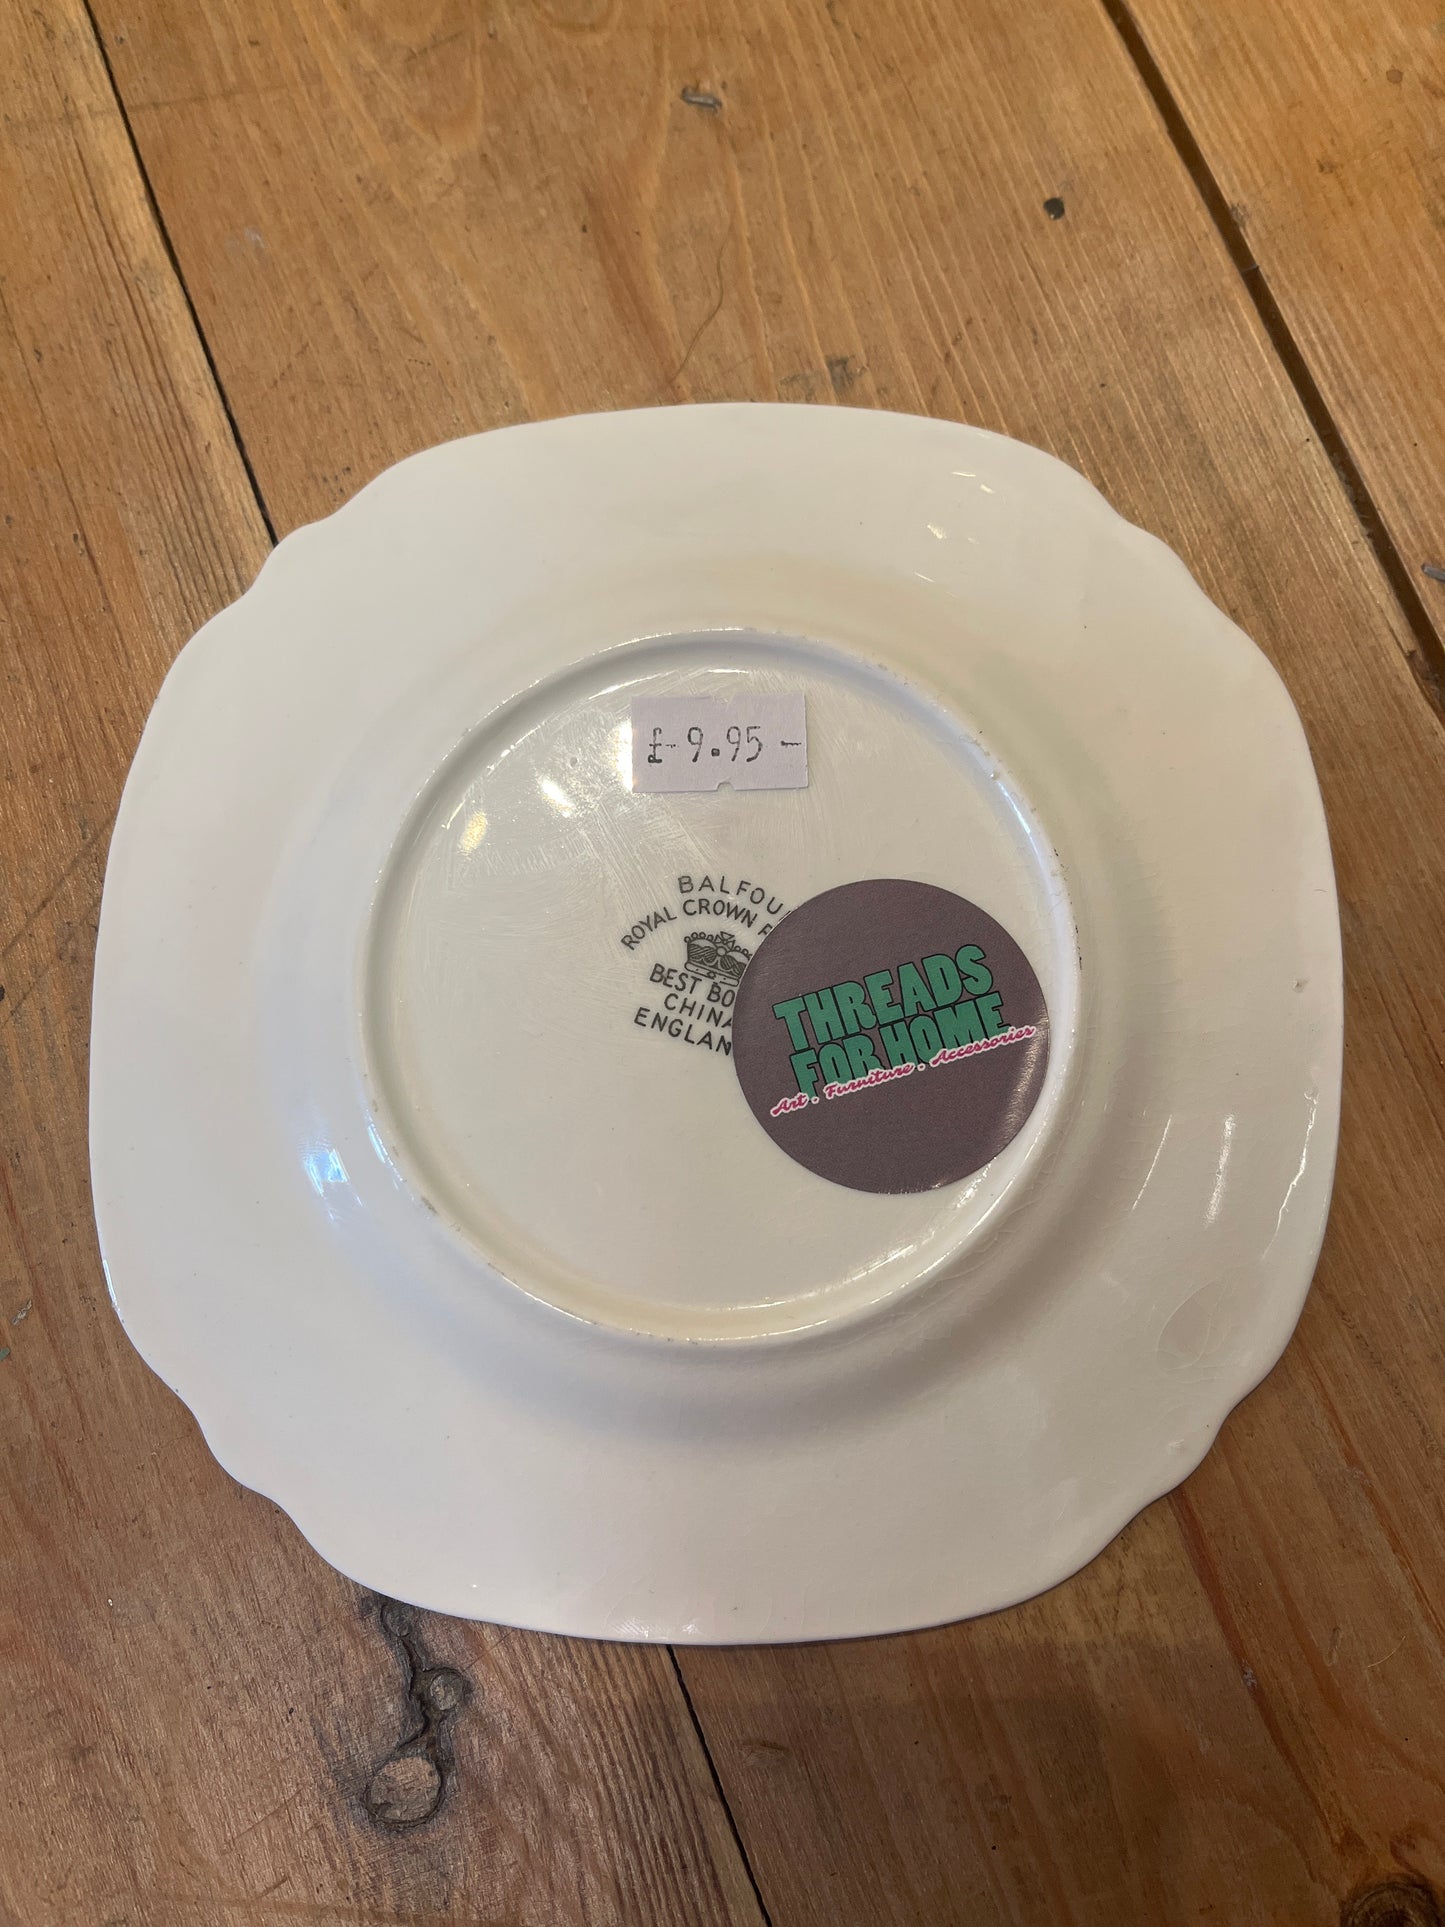 £-9.95-
BALFOU
ROYAL CROWN
BEST BO
CHINA
ENGLAN
THREADS
FOR HOME
Art . Furniture . Accessories